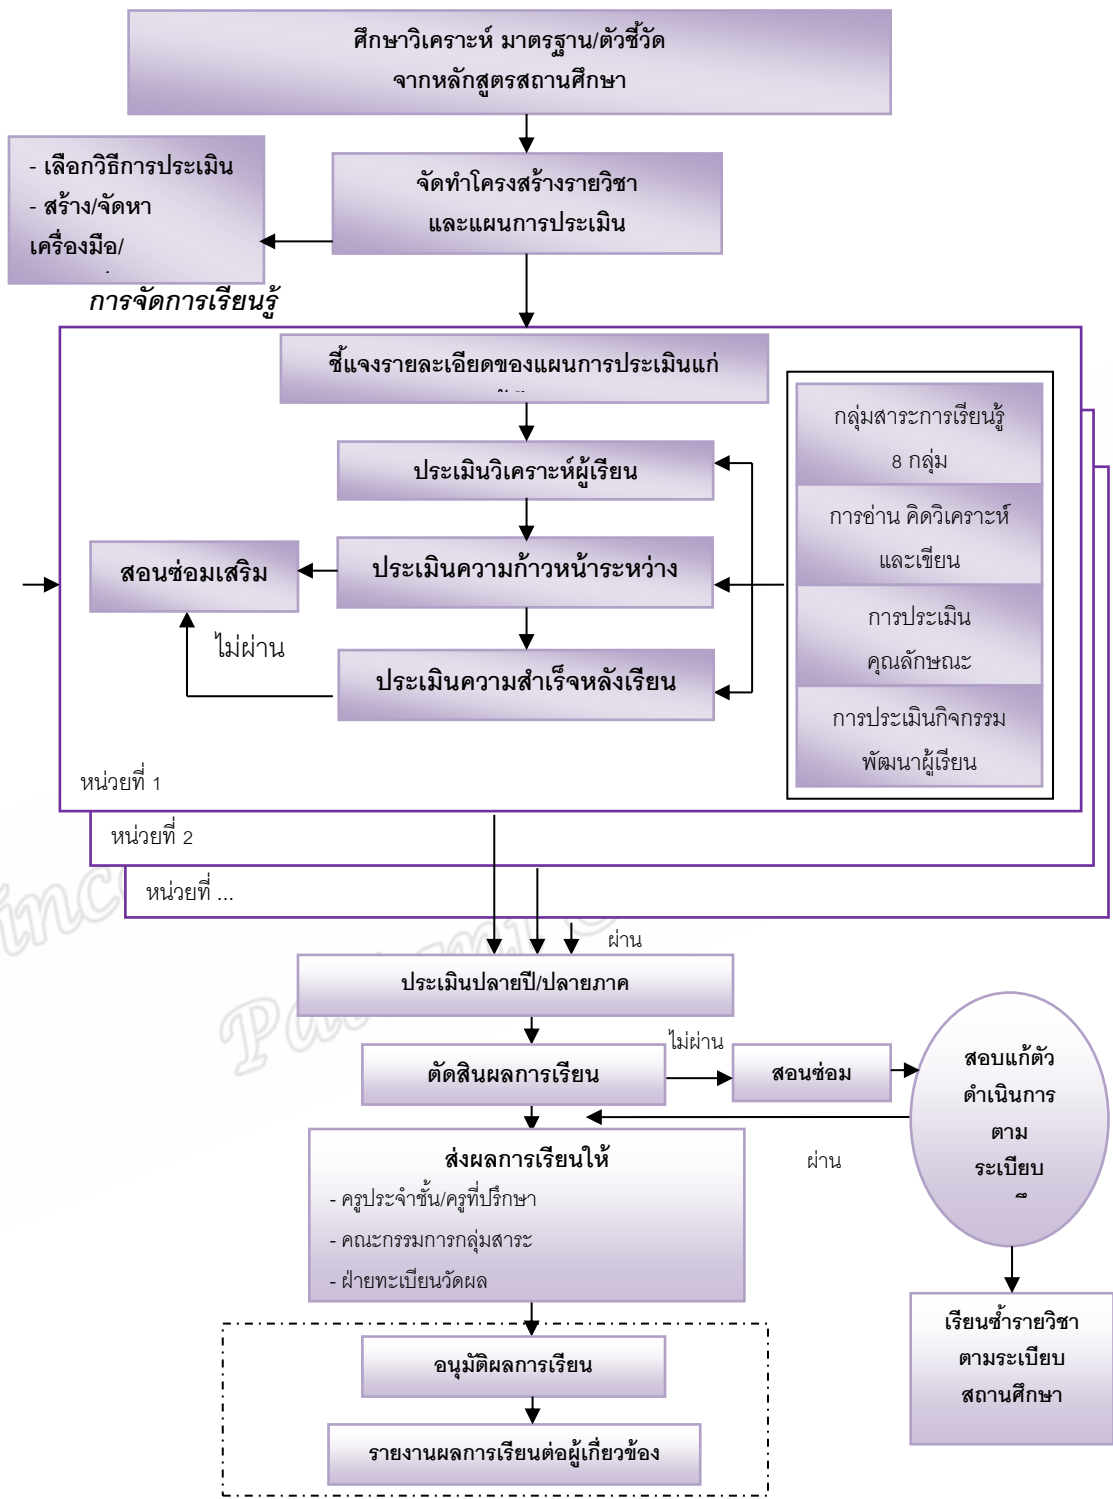 ศึกษาวิเคราะห์ มาตรฐาน/ตัวชี้วัด
จากหลักสูตรสถานศึกษา
- เลือกวิธีการประเมิน
- สร้าง/จัดหา
เครื่องมือ/
จัดทำโครงสร้างรายวิชา
และแผนการประเมิน
การจัดการเรียนรู้
ชี้แจงรายละเอียดของแผนการประเมินแก่
กลุ่มสาระการเรียนรู้
8 กลุ่ม
ประเมินวิเคราะห์ผู้เรียน
การอ่าน คิดวิเคราะห์
และเขียน
สอนซ่อมเสริม
ประเมินความก้าวหน้าระหว่าง
ไม่ผ่าน
การประเมิน
คุณลักษณะ
ประเมินความสำเร็จหลังเรียน
การประเมินกิจกรรม
พัฒนาผู้เรียน
หน่วยที่ 1
หน่วยที่ 2
หน่วยที่ ...
ผ่าน
ประเมินปลายปี/ปลายภาค
ไม่ผ่าน
ตัดสินผลการเรียน
สอนซ่อม
สอบแก้ตัว
ดำเนินการ
ตาม
ระเบียบ
ผ่าน
ส่งผลการเรียนให้
- ครูประจำชั้น/ครูที่ปรึกษา
- คณะกรรมการกลุ่มสาระ
- ฝ่ายทะเบียนวัดผล
เรียนซ้ำรายวิชา
ตามระเบียบ
สถานศึกษา
อนุมัติผลการเรียน
รายงานผลการเรียนต่อผู้เกี่ยวข้อง